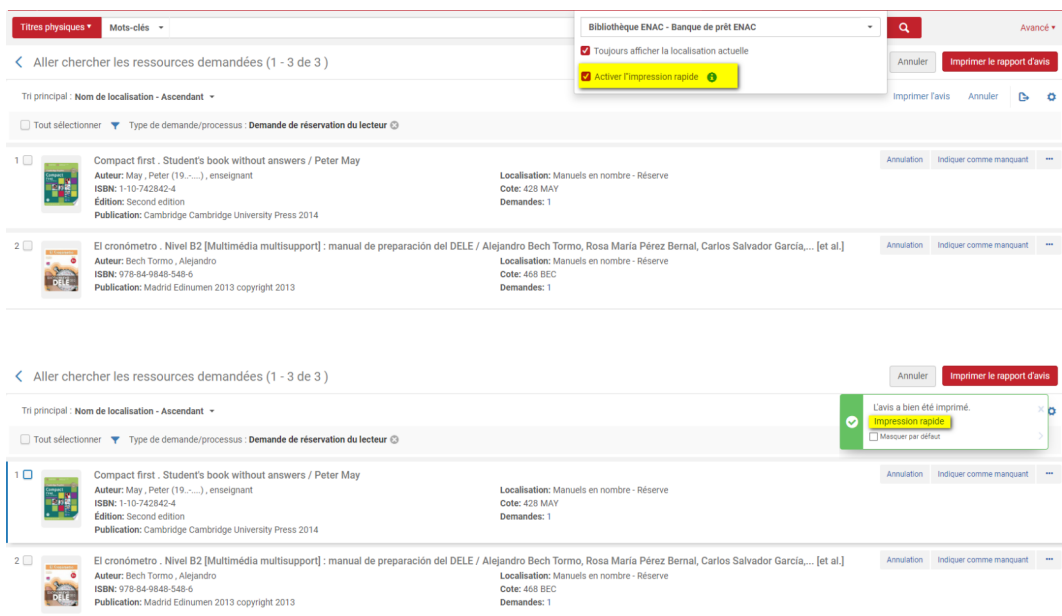 Titres physiques Mots-clés
Bibliothèque ENAC - Banque de prêt ENAC
Avancé
Toujours afficher la localisation actuelle
Activer l'impression rapide
Aller chercher les ressources demandées (1 - 3 de 3 )
Annuler Imprimer le rapport d'avis
Tri principal : Nom de localisation - Ascendant
Imprimer l'avis Annuler
Tout sélectionner Type de demande/processus : Demande de réservation du lecteur
1 Compact first . Student's book without answers / Peter May
Annulation Indiquer comme manquant
Auteur: May , Peter (19..-....) , enseignant Localisation: Manuels en nombre - Réserve
ISBN: 1-10-742842-4 Cote: 428 MAY
Édition: Second edition Demandes: 1
Publication: Cambridge Cambridge University Press 2014
2 El cronómetro . Nivel B2 [Multimédia multisupport] : manual de preparación del DELE / Alejandro Bech Tormo, Rosa María Pérez Bernal, Carlos Salvador García,... [et al.]
Annulation Indiquer comme manquant
Auteur: Bech Tormo , Alejandro Localisation: Manuels en nombre - Réserve
ISBN: 978-84-9848-548-6 Cote: 468 BEC
Publication: Madrid Edinumen 2013 copyright 2013 Demandes: 1
DELE
Aller chercher les ressources demandées (1 - 3 de 3 )
Annuler Imprimer le rapport d'avis
Tri principal : Nom de localisation - Ascendant
L'avis a bien été imprimé.
Impression rapide
Masquer par défaut
Tout sélectionner Type de demande/processus : Demande de réservation du lecteur
1 Compact first . Student's book without answers / Peter May
Annulation Indiquer comme manquant
Auteur: May , Peter (19..-....) , enseignant Localisation: Manuels en nombre - Réserve
ISBN: 1-10-742842-4 Cote: 428 MAY
Édition: Second edition Demandes: 1
Publication: Cambridge Cambridge University Press 2014
2 El cronómetro . Nivel B2 [Multimédia multisupport] : manual de preparación del DELE / Alejandro Bech Tormo, Rosa María Pérez Bernal, Carlos Salvador García,... [et al.]
Annulation Indiquer comme manquant
Auteur: Bech Tormo , Alejandro Localisation: Manuels en nombre - Réserve
ISBN: 978-84-9848-548-6 Cote: 468 BEC
Publication: Madrid Edinumen 2013 copyright 2013 Demandes: 1
DELE